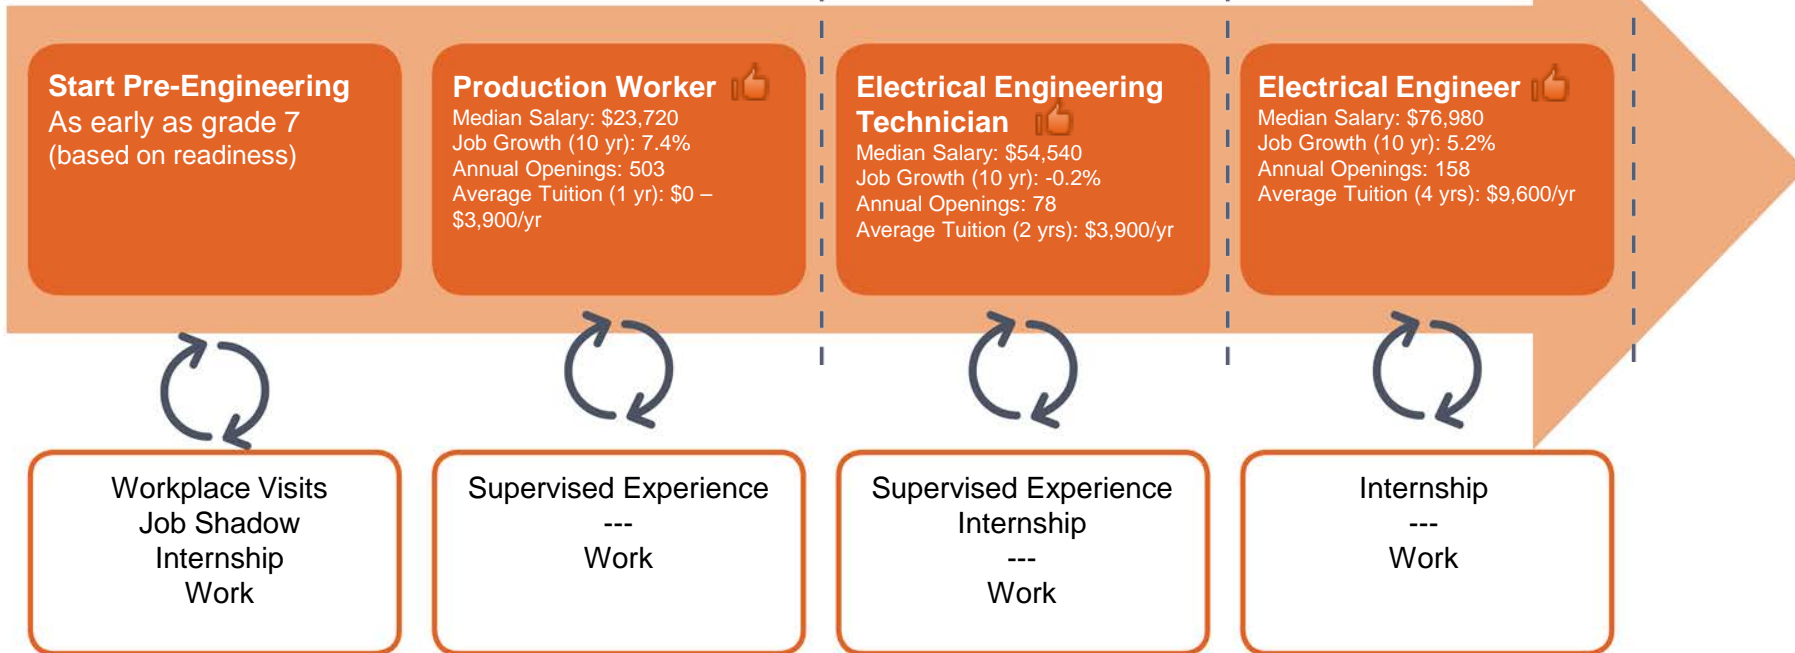 Start Pre-Engineering
As early as grade 7
(based on readiness)
Production Worker
Median Salary: $23,720
Job Growth (10 yr): 7.4%
Annual Openings: 503
Average Tuition (1 yr): $0 –
$3,900/yr
Electrical Engineering
Technician
Median Salary: $54,540
Job Growth (10 yr): -0.2%
Annual Openings: 78
Average Tuition (2 yrs): $3,900/yr
Electrical Engineer
Median Salary: $76,980
Job Growth (10 yr): 5.2%
Annual Openings: 158
Average Tuition (4 yrs): $9,600/yr
Workplace Visits
Job Shadow
Internship
Work
Supervised Experience
---
Work
Supervised Experience
Internship
---
Work
Internship
---
Work